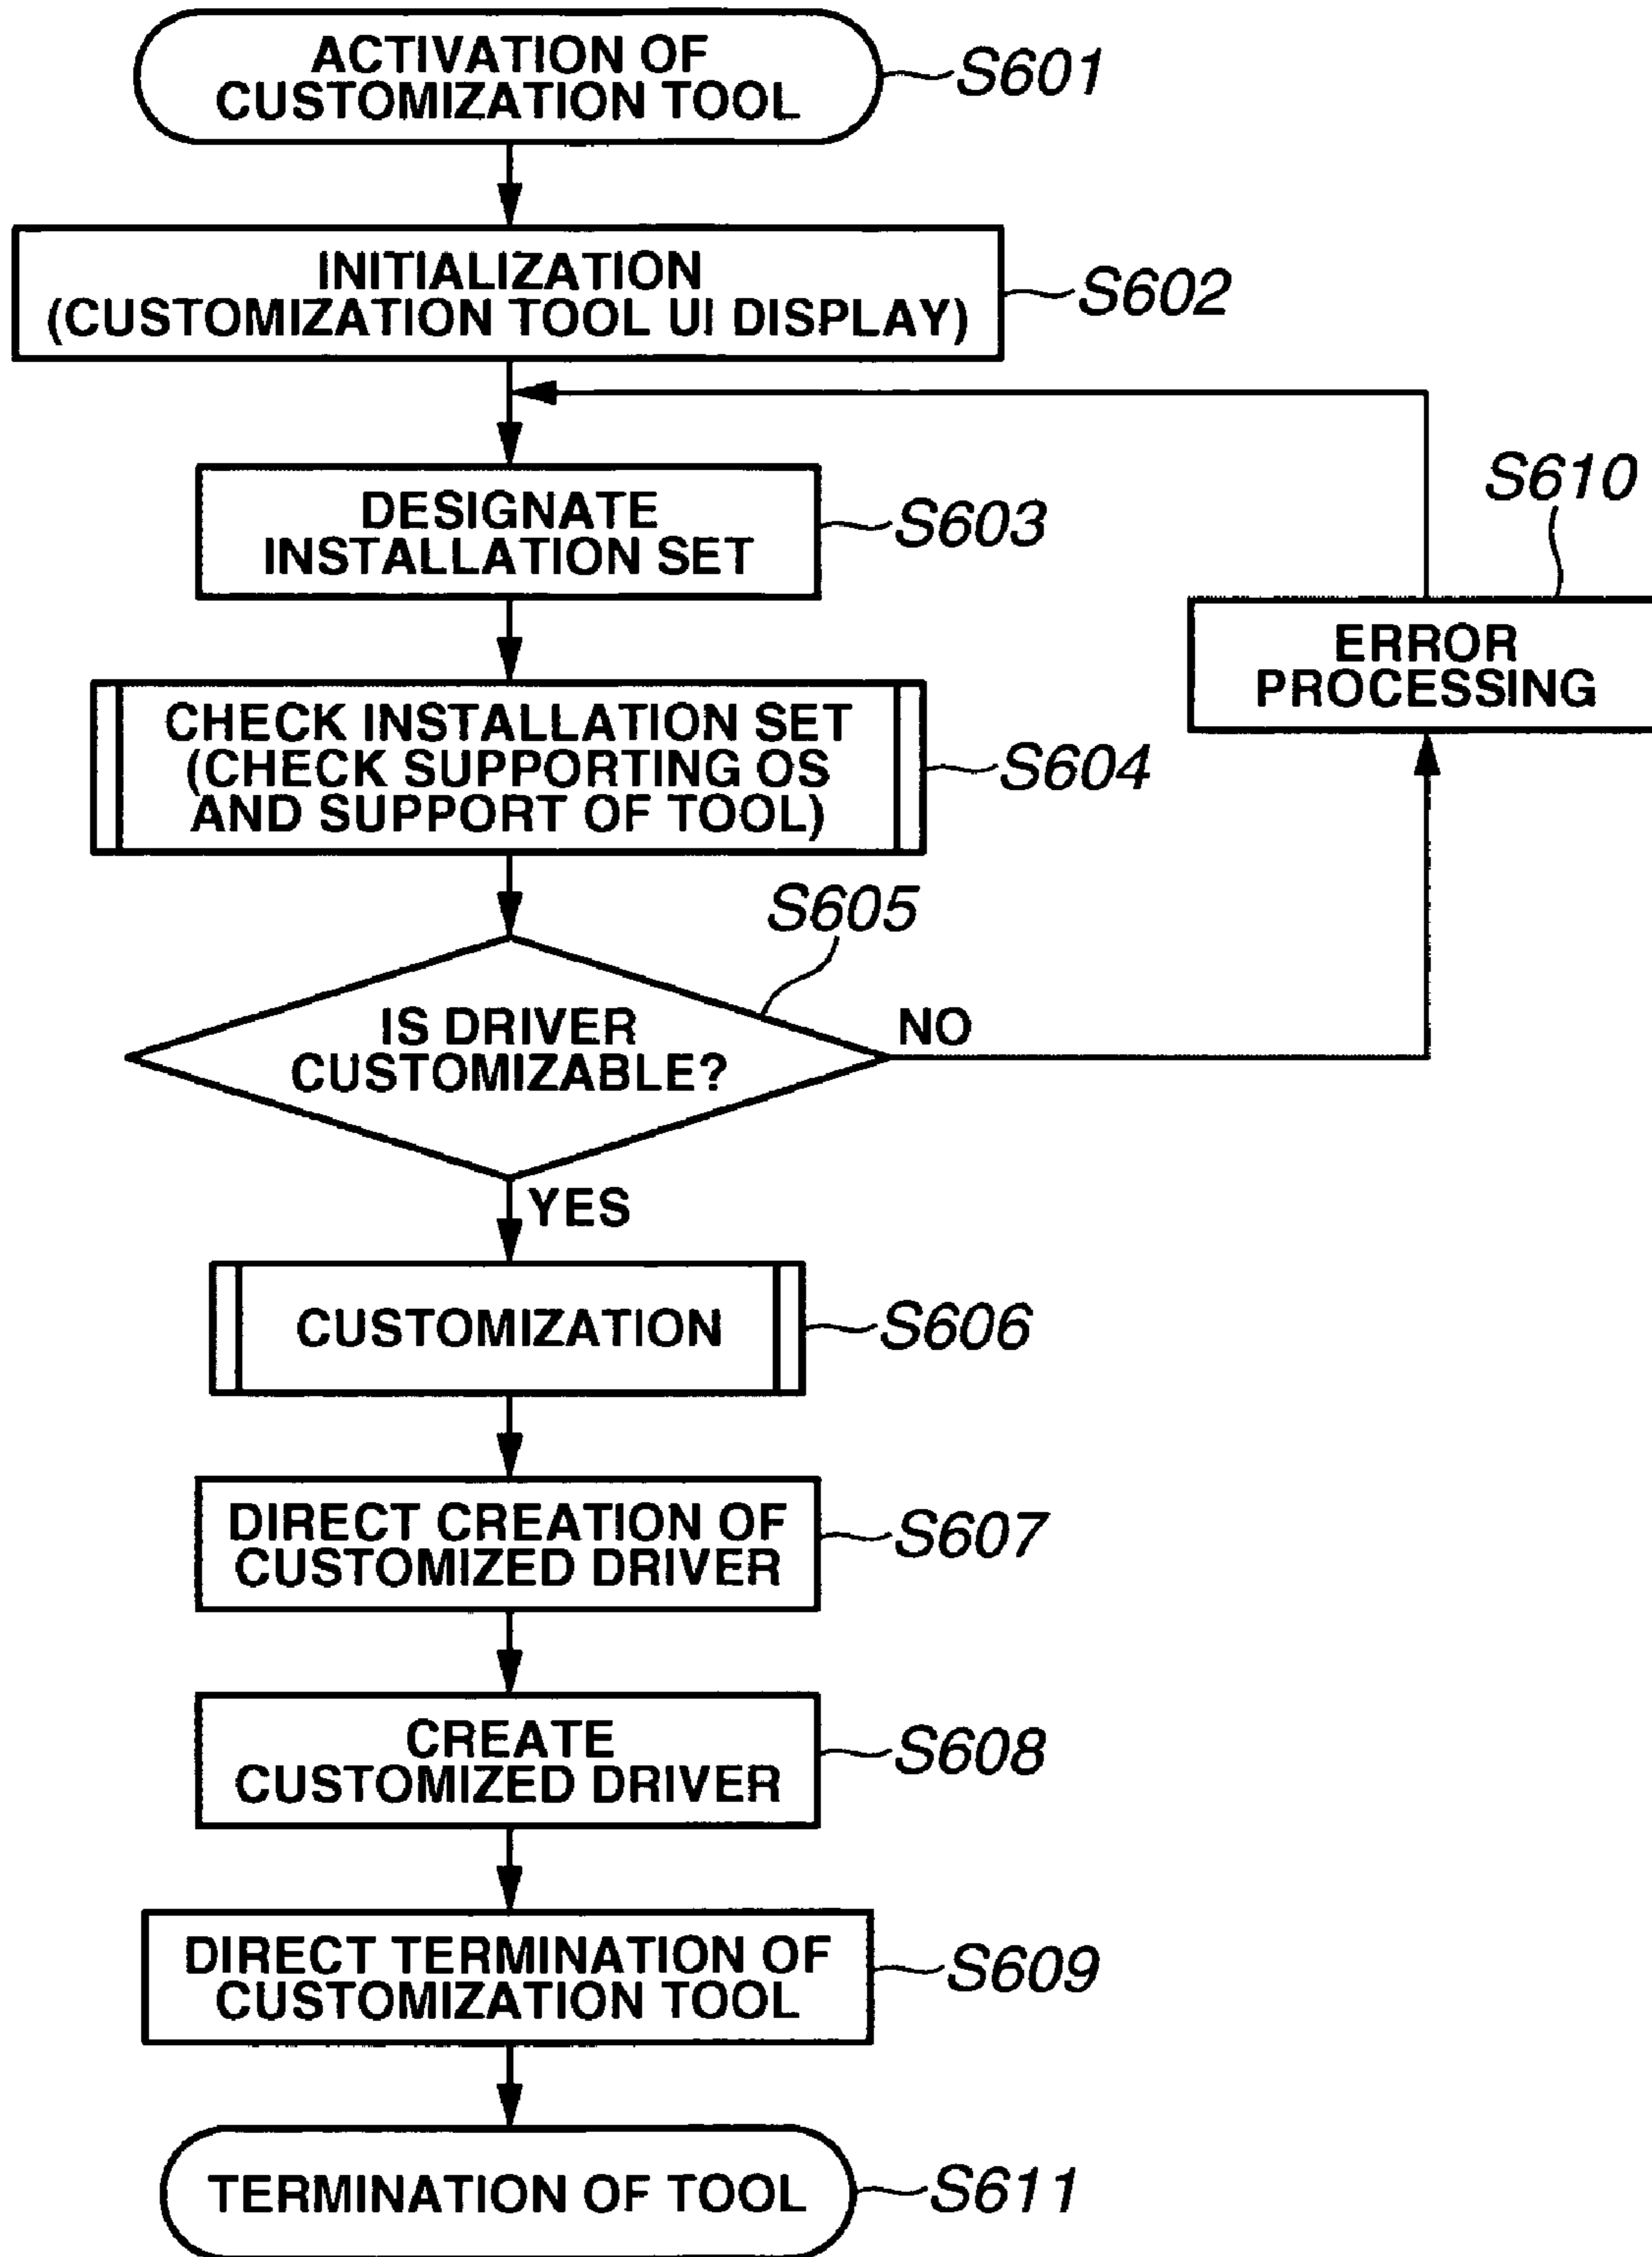 ACTIVATION OF
CUSTOMIZATION TOOL
S601
INITIALIZATION
(CUSTOMIZATION TOOL UI DISPLAY)
S602
DESIGNATE
INSTALLATION SET
S603
S610
ERROR
PROCESSING
CHECK INSTALLATION SET
(CHECK SUPPORTING OS
AND SUPPORT OF TOOL)
S604
S605
IS DRIVER
CUSTOMIZABLE?
NO
YES
CUSTOMIZATION
S606
DIRECT CREATION OF
CUSTOMIZED DRIVER
S607
CREATE
CUSTOMIZED DRIVER
S608
DIRECT TERMINATION OF
CUSTOMIZATION TOOL
S609
TERMINATION OF TOOL
S611